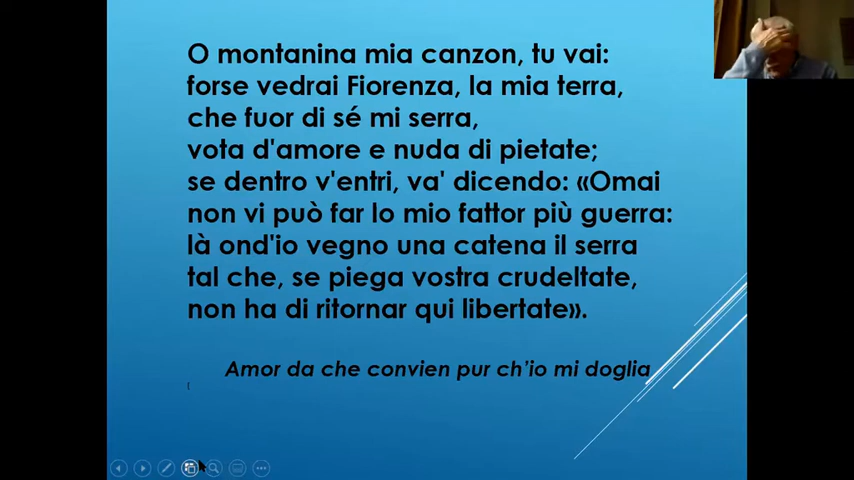 O montanina mia canzon, tu vai:
forse vedrai Fiorenza, la mia terra,
che fuor di sé mi serra,
vota d'amore e nuda di pietate;
se dentro v'entri, va' dicendo: «Omai
non vi può far lo mio fattor più guerra:
là ond'io vegno una catena il serra
tal che, se piega vostra crudeltate,
non ha di ritornar qui libertate».
Amor da che convien pur ch'io mi doglia